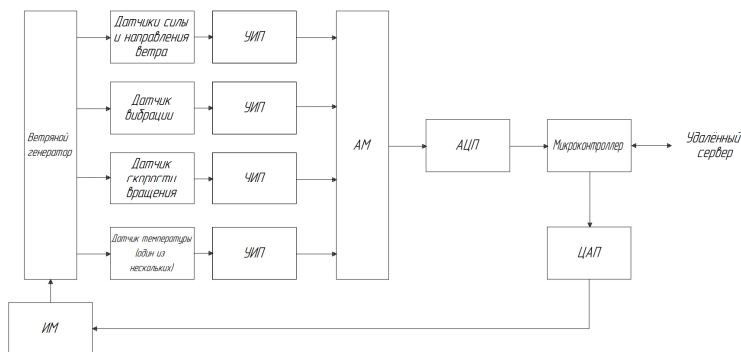 Датчики силы
и направления
ветра
УИП
Датчик
вибрации
УИП
Ветряной
генератор
АМ
АЦП
Микроконтроллер
Удалённый
сервер
Датчик
скорости
вращения
УИП
Датчик температуры
(один из
нескольких)
УИП
ЦАП
ИМ